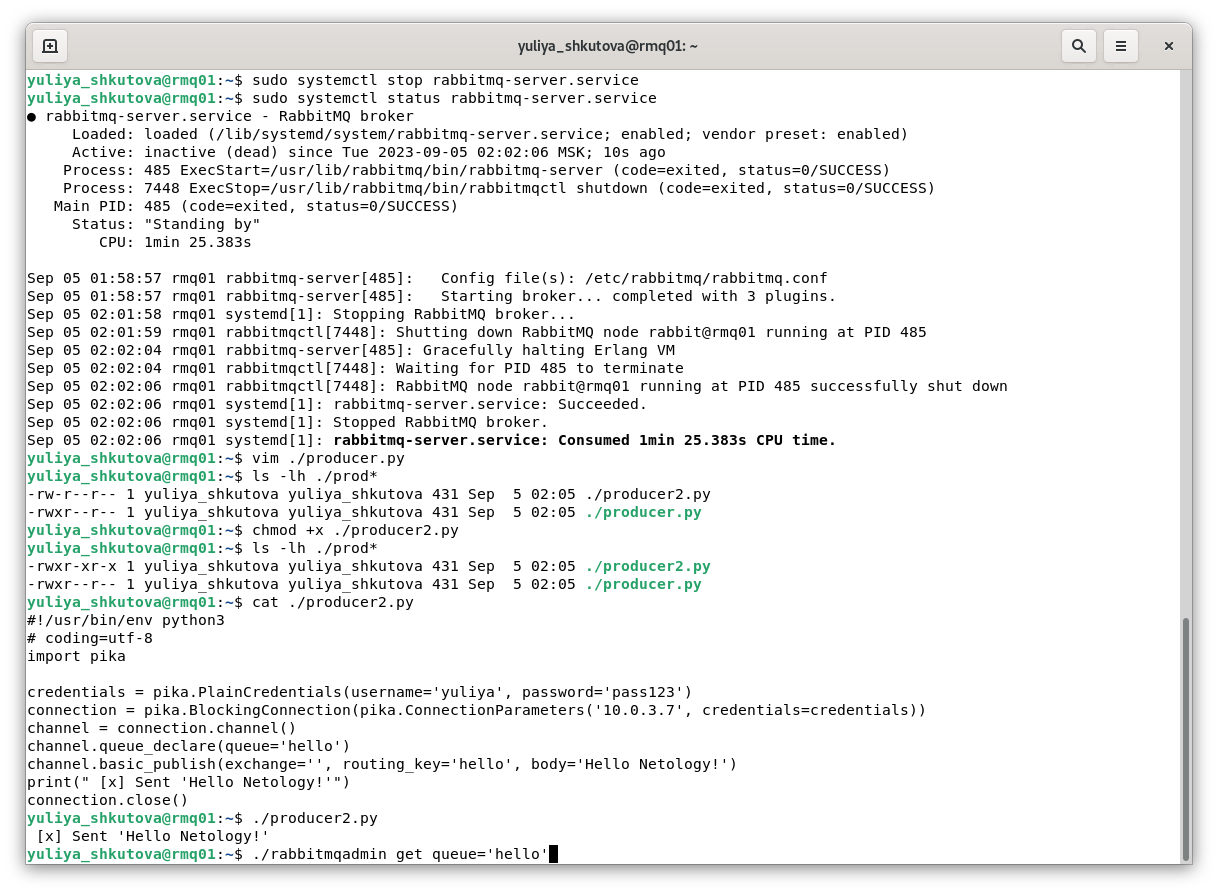 yuliya_shkutova@rmq01: ~
yuliya_shkutova@rmq01:~$ sudo systemctl stop rabbitmq-server.service
yuliya_shkutova@rmq01:~$ sudo systemctl status rabbitmq-server.service
● rabbitmq-server.service - RabbitMQ broker
     Loaded: loaded (/lib/systemd/system/rabbitmq-server.service; enabled; vendor preset: enabled)
     Active: inactive (dead) since Tue 2023-09-05 02:02:06 MSK; 10s ago
    Process: 485 ExecStart=/usr/lib/rabbitmq/bin/rabbitmq-server (code=exited, status=0/SUCCESS)
    Process: 7448 ExecStop=/usr/lib/rabbitmq/bin/rabbitmqctl shutdown (code=exited, status=0/SUCCESS)
   Main PID: 485 (code=exited, status=0/SUCCESS)
     Status: "Standing by"
        CPU: 1min 25.383s

Sep 05 01:58:57 rmq01 rabbitmq-server[485]:   Config file(s): /etc/rabbitmq/rabbitmq.conf
Sep 05 01:58:57 rmq01 rabbitmq-server[485]:   Starting broker... completed with 3 plugins.
Sep 05 02:01:58 rmq01 systemd[1]: Stopping RabbitMQ broker...
Sep 05 02:01:59 rmq01 rabbitmqctl[7448]: Shutting down RabbitMQ node rabbit@rmq01 running at PID 485
Sep 05 02:02:04 rmq01 rabbitmq-server[485]: Gracefully halting Erlang VM
Sep 05 02:02:04 rmq01 rabbitmqctl[7448]: Waiting for PID 485 to terminate
Sep 05 02:02:06 rmq01 rabbitmqctl[7448]: RabbitMQ node rabbit@rmq01 running at PID 485 successfully shut down
Sep 05 02:02:06 rmq01 systemd[1]: rabbitmq-server.service: Succeeded.
Sep 05 02:02:06 rmq01 systemd[1]: Stopped RabbitMQ broker.
Sep 05 02:02:06 rmq01 systemd[1]: rabbitmq-server.service: Consumed 1min 25.383s CPU time.
yuliya_shkutova@rmq01:~$ vim ./producer.py
yuliya_shkutova@rmq01:~$ ls -lh ./prod*
-rw-r--r-- 1 yuliya_shkutova yuliya_shkutova 431 Sep  5 02:05 ./producer2.py
-rwxr--r-- 1 yuliya_shkutova yuliya_shkutova 431 Sep  5 02:05 ./producer.py
yuliya_shkutova@rmq01:~$ chmod +x ./producer2.py
yuliya_shkutova@rmq01:~$ ls -lh ./prod*
-rwxr-xr-x 1 yuliya_shkutova yuliya_shkutova 431 Sep  5 02:05 ./producer2.py
-rwxr--r-- 1 yuliya_shkutova yuliya_shkutova 431 Sep  5 02:05 ./producer.py
yuliya_shkutova@rmq01:~$ cat ./producer2.py
#!/usr/bin/env python3
# coding=utf-8
import pika

credentials = pika.PlainCredentials(username='yuliya', password='pass123')
connection = pika.BlockingConnection(pika.ConnectionParameters('10.0.3.7', credentials=credentials))
channel = connection.channel()
channel.queue_declare(queue='hello')
channel.basic_publish(exchange='', routing_key='hello', body='Hello Netology!')
print(" [x] Sent 'Hello Netology!'")
connection.close()
yuliya_shkutova@rmq01:~$ ./producer2.py
 [x] Sent 'Hello Netology!'
yuliya_shkutova@rmq01:~$ ./rabbitmqadmin get queue='hello'